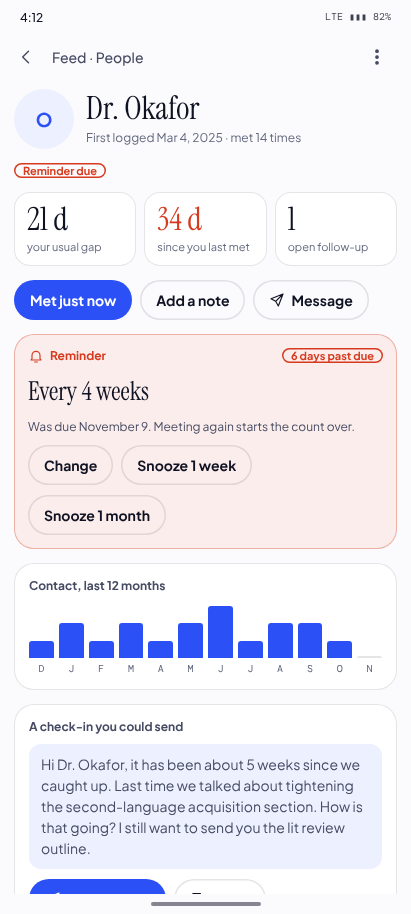 4:12
LTE 82%
Feed · People
O
Dr. Okafor
First logged Mar 4, 2025 · met 14 times
Reminder due
21 d
your usual gap
34 d
since you last met
1
open follow-up
Met just now
Add a note
Message
Reminder
6 days past due
Every 4 weeks
Was due November 9. Meeting again starts the count over.
Change
Snooze 1 week
Snooze 1 month
Contact, last 12 months
D J F M A M J J A S O N
A check-in you could send
Hi Dr. Okafor, it has been about 5 weeks since we
caught up. Last time we talked about tightening
the second-language acquisition section. How is
that going? I still want to send you the lit review
outline.